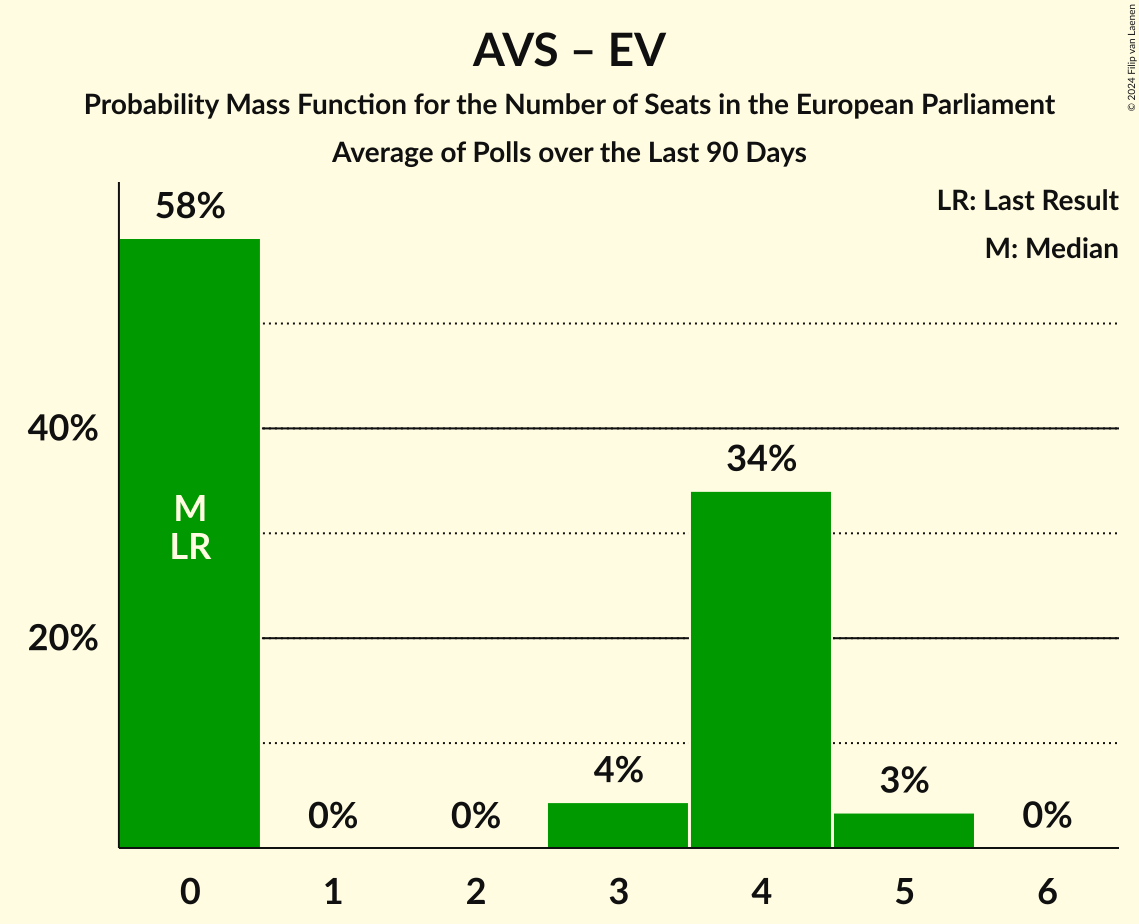 AVS – EV
Probability Mass Function for the Number of Seats in the European Parliament
Average of Polls over the Last 90 Days
© 2024 Filip van Laenen
LR: Last Result
M: Median
58%
40%
34%
M
LR
20%
4%
3%
0%
0%
0%
0 1 2 3 4 5 6